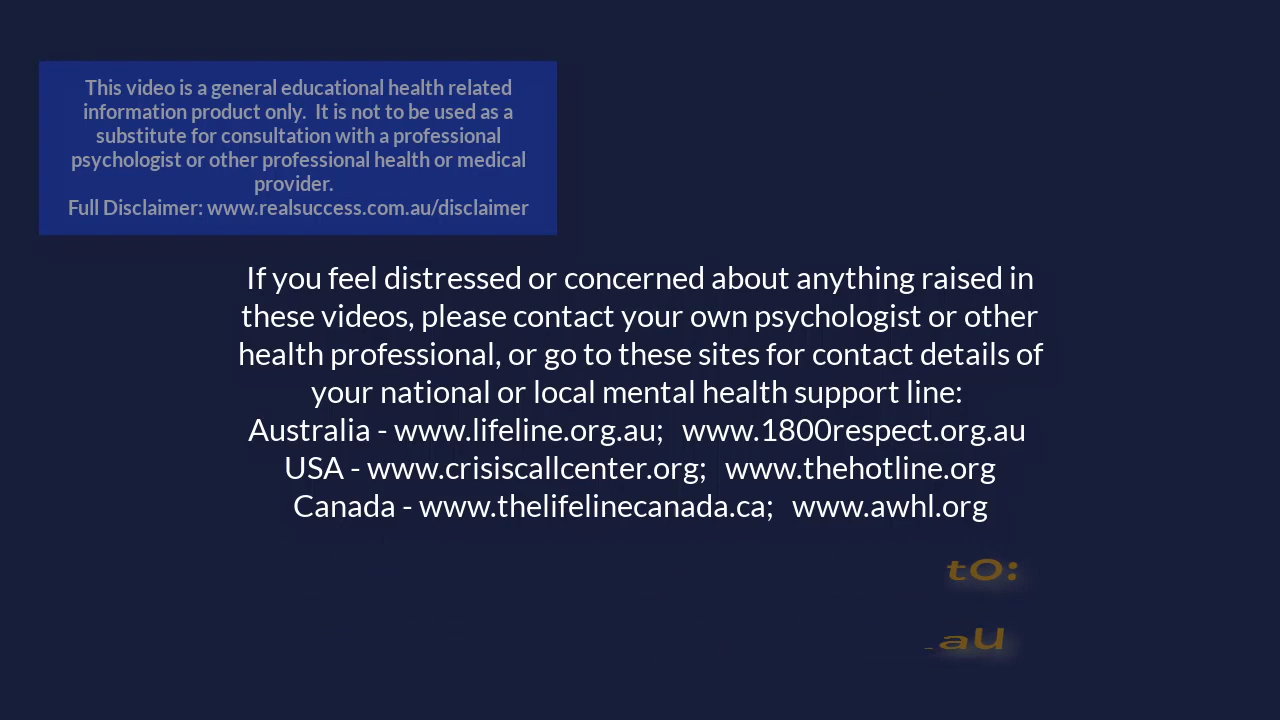 This video is a general educational health related
information product only.  It is not to be used as a
substitute for consultation with a professional
psychologist or other professional health or medical
provider.
Full Disclaimer: www.realsuccess.com.au/disclaimer
If you feel distressed or concerned about anything raised in
these videos, please contact your own psychologist or other
health professional, or go to these sites for contact details of
your national or local mental health support line:
Australia - www.lifeline.org.au;  www.1800respect.org.au
USA - www.crisiscallcenter.org;  www.thehotline.org
Canada - www.thelifelinecanada.ca;  www.awhl.org
to:
au